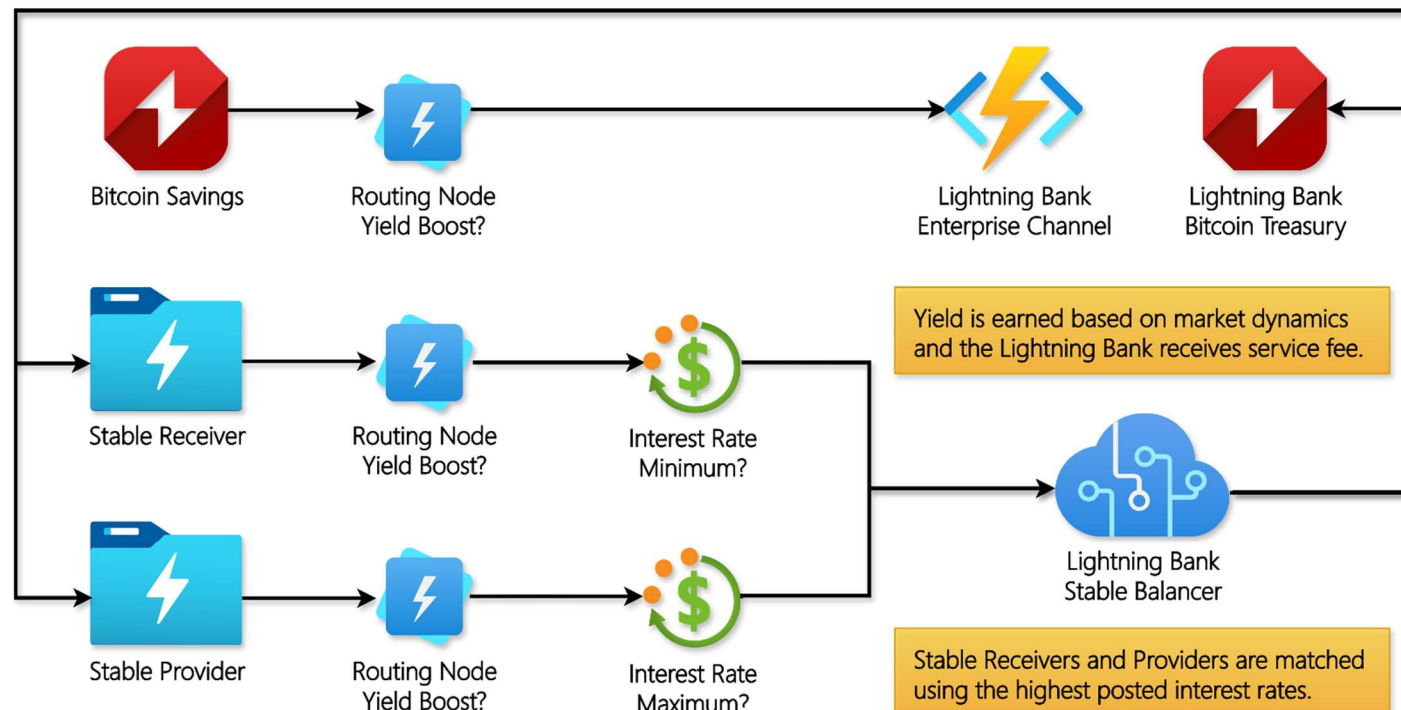 Bitcoin Savings
Routing Node
Yield Boost?
Lightning Bank
Enterprise Channel
Lightning Bank
Bitcoin Treasury
Yield is earned based on market dynamics
and the Lightning Bank receives service fee.
Stable Receiver
Routing Node
Yield Boost?
Interest Rate
Minimum?
Lightning Bank
Stable Balancer
Stable Provider
Routing Node
Yield Boost?
Interest Rate
Maximum?
Stable Receivers and Providers are matched
using the highest posted interest rates.